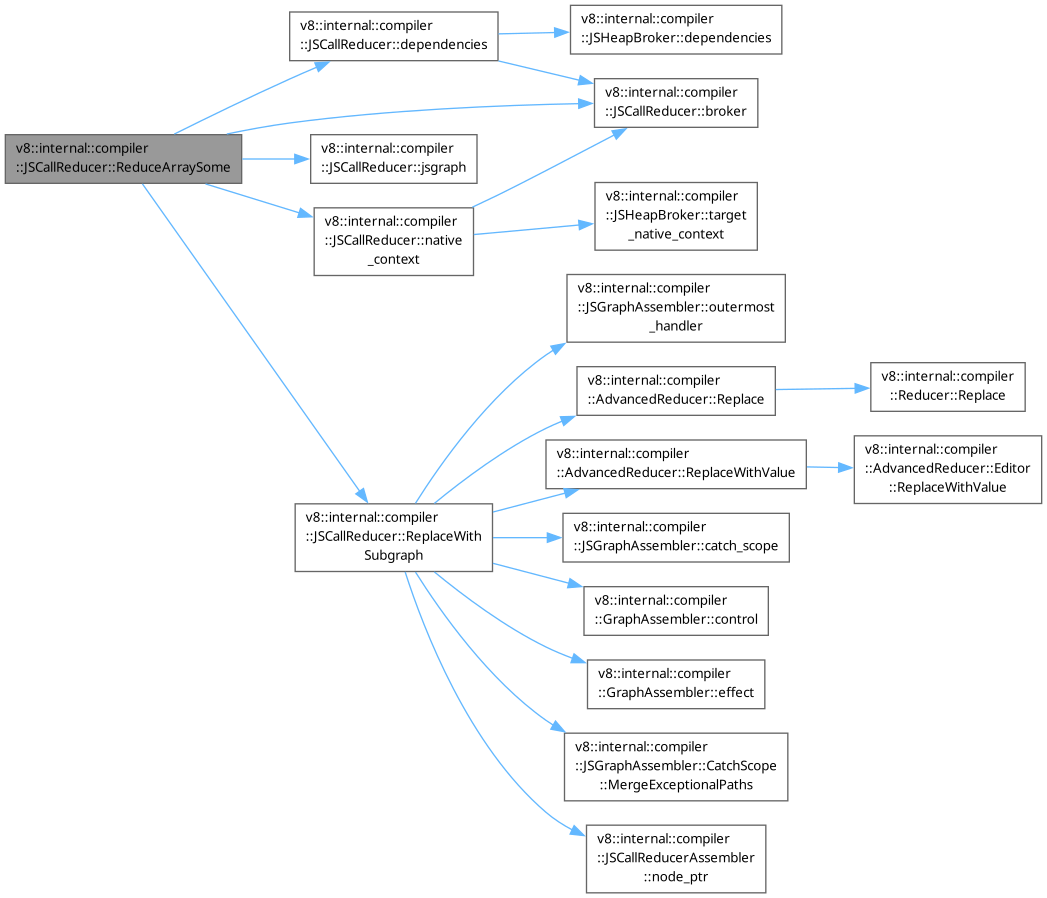 v8::internal::compiler
::JSCallReducer::ReduceArraySome
v8::internal::compiler
::JSCallReducer::dependencies
v8::internal::compiler
::JSHeapBroker::dependencies
v8::internal::compiler
::JSCallReducer::broker
v8::internal::compiler
::JSCallReducer::jsgraph
v8::internal::compiler
::JSCallReducer::native
_context
v8::internal::compiler
::JSHeapBroker::target
_native_context
v8::internal::compiler
::JSCallReducer::ReplaceWith
Subgraph
v8::internal::compiler
::JSGraphAssembler::outermost
_handler
v8::internal::compiler
::AdvancedReducer::Replace
v8::internal::compiler
::Reducer::Replace
v8::internal::compiler
::AdvancedReducer::ReplaceWithValue
v8::internal::compiler
::AdvancedReducer::Editor
::ReplaceWithValue
v8::internal::compiler
::JSGraphAssembler::catch_scope
v8::internal::compiler
::GraphAssembler::control
v8::internal::compiler
::GraphAssembler::effect
v8::internal::compiler
::JSGraphAssembler::CatchScope
::MergeExceptionalPaths
v8::internal::compiler
::JSCallReducerAssembler
::node_ptr